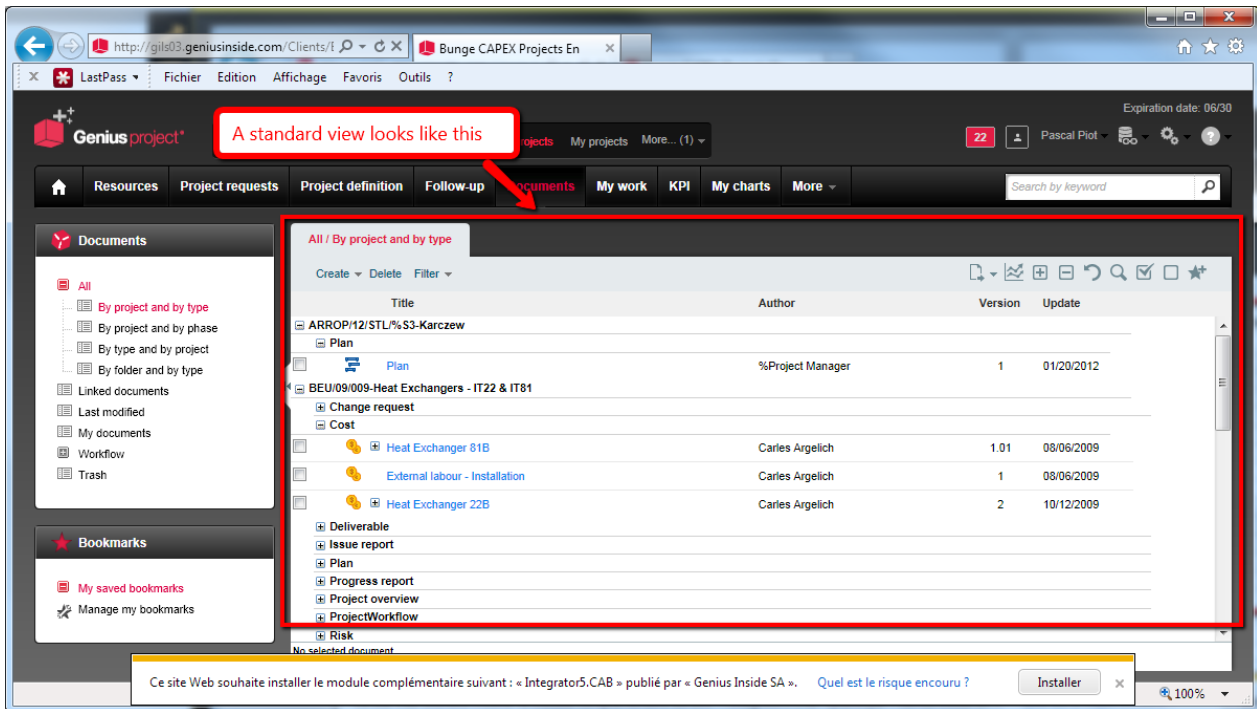 http://gils03.geniusinside.com/Clients/E
Bunge CAPEX Projects En
LastPass Fichier Edition Affichage Favoris Outils ?
Expiration date: 06/30
Genius project
A standard view looks like this
My projects More... (1)
22 Pascal Piot
Resources Project requests Project definition Follow-up Documents My work KPI My charts More
Search by keyword
Documents
All
By project and by type
By project and by phase
By type and by project
By folder and by type
Linked documents
Last modified
My documents
Workflow
Trash
Bookmarks
My saved bookmarks
Manage my bookmarks
All / By project and by type
Create Delete Filter
Title Author Version Update
ARROP/12/STL/%S3-Karczew
Plan
Plan %Project Manager 1 01/20/2012
BEU/09/009-Heat Exchangers - IT22 & IT81
Change request
Cost
Heat Exchanger 81B Carles Argelich 1.01 08/06/2009
External labour - Installation Carles Argelich 1 08/06/2009
Heat Exchanger 22B Carles Argelich 2 10/12/2009
Deliverable
Issue report
Plan
Progress report
Project overview
ProjectWorkflow
Risk
No selected document
Ce site Web souhaite installer le module complémentaire suivant : « Integrator5.CAB » publié par « Genius Inside SA ». Quel est le risque encouru ? Installer
100%